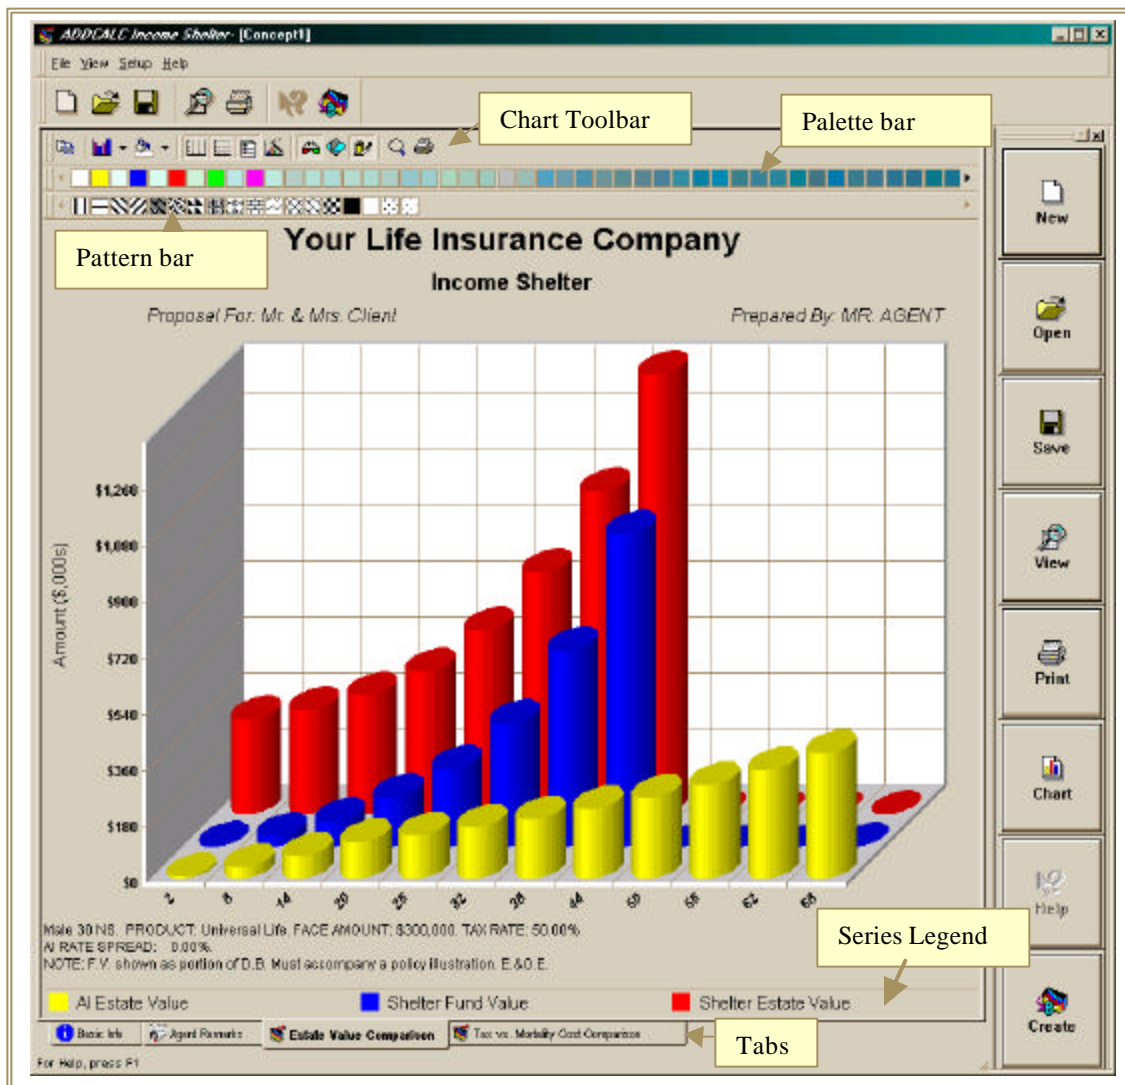 ADDCALC Income Shelter- [Concept1]
File View Setup Help
Chart Toolbar
Palette bar
Pattern bar
Your Life Insurance Company
Income Shelter
Proposal For: Mr. & Mrs. Client
Prepared By: MR. AGENT
Amount ($,000s)
$1,260
$1,080
$900
$720
$540
$360
$180
$0
2 8 14 20 26 32 38 44 50 56 62 68
Male 30 NS. PRODUCT: Universal Life. FACE AMOUNT: $300,000. TAX RATE: 50.00%
AI RATE SPREAD: 0.00%.
NOTE: F.V. shown as portion of D.B. Must accompany a policy illustration. E.&O.E.
Series Legend
AI Estate Value
Shelter Fund Value
Shelter Estate Value
Basic Info
Agent Remarks
Estate Value Comparison
Tax vs. Mortality Cost Comparison
Tabs
For Help, press F1
New
Open
Save
View
Print
Chart
Help
Create